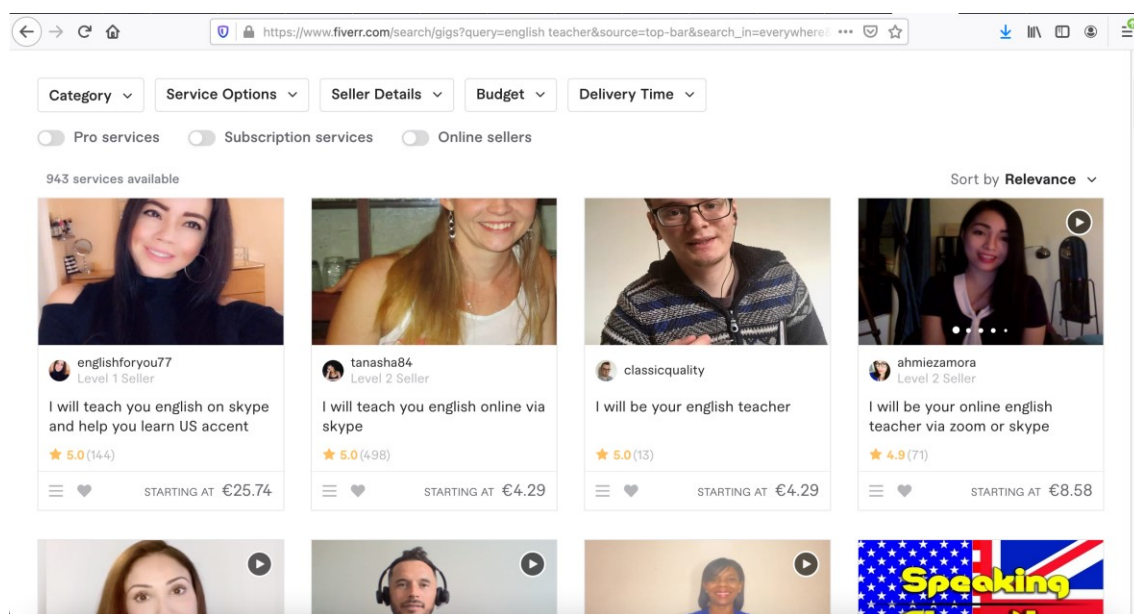 https://www.fiverr.com/search/gigs?query=english teacher&source=top-bar&search_in=everywhere
Category Service Options Seller Details Budget Delivery Time
Pro services Subscription services Online sellers
943 services available Sort by Relevance
englishforyou77
Level 1 Seller
I will teach you english on skype
and help you learn US accent
5.0 (144)
STARTING AT €25.74
tanasha84
Level 2 Seller
I will teach you english online via
skype
5.0 (498)
STARTING AT €4.29
classicquality
I will be your english teacher
5.0 (13)
STARTING AT €4.29
ahmiezamora
Level 2 Seller
I will be your online english
teacher via zoom or skype
4.9 (71)
STARTING AT €8.58
Speaking